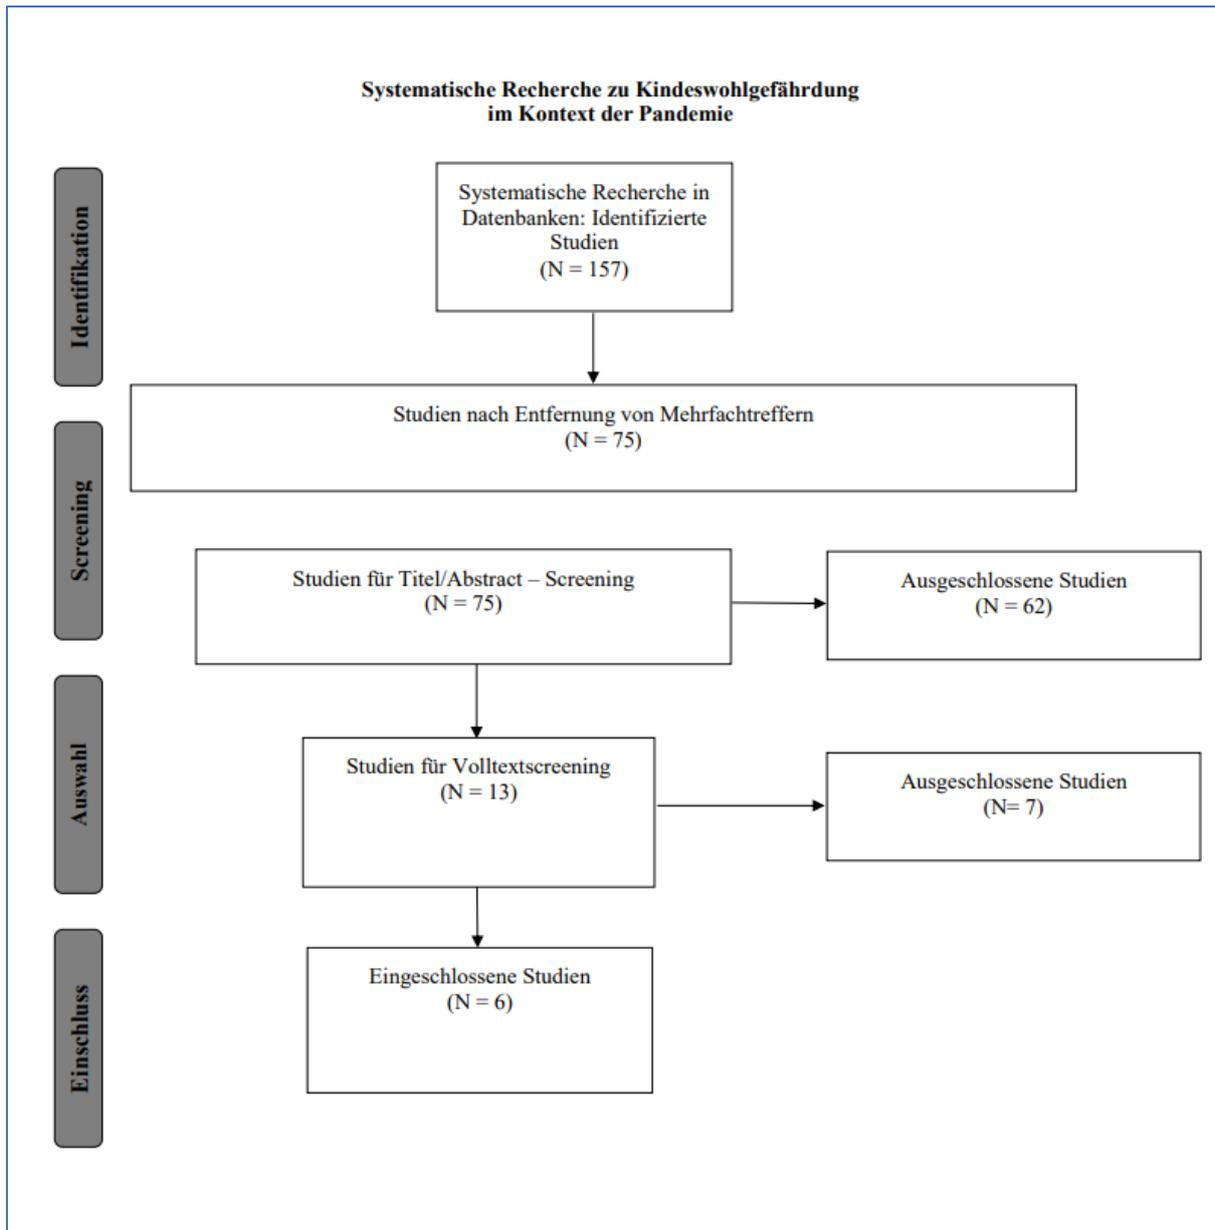 Systematische Recherche zu Kindeswohlgefährdung
im Kontext der Pandemie
Identifikation
Systematische Recherche in
Datenbanken: Identifizierte
Studien
(N = 157)
Studien nach Entfernung von Mehrfachtreffern
(N = 75)
Screening
Studien für Titel/Abstract – Screening
(N = 75)
Ausgeschlossene Studien
(N = 62)
Auswahl
Studien für Volltextscreening
(N = 13)
Ausgeschlossene Studien
(N= 7)
Einschluss
Eingeschlossene Studien
(N = 6)